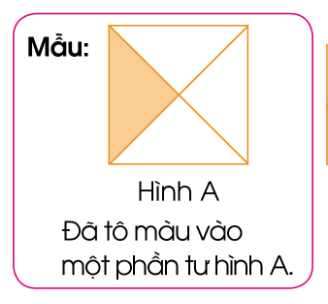 Mẫu:
Hình A
Đã tô màu vào
một phần tư hình A.